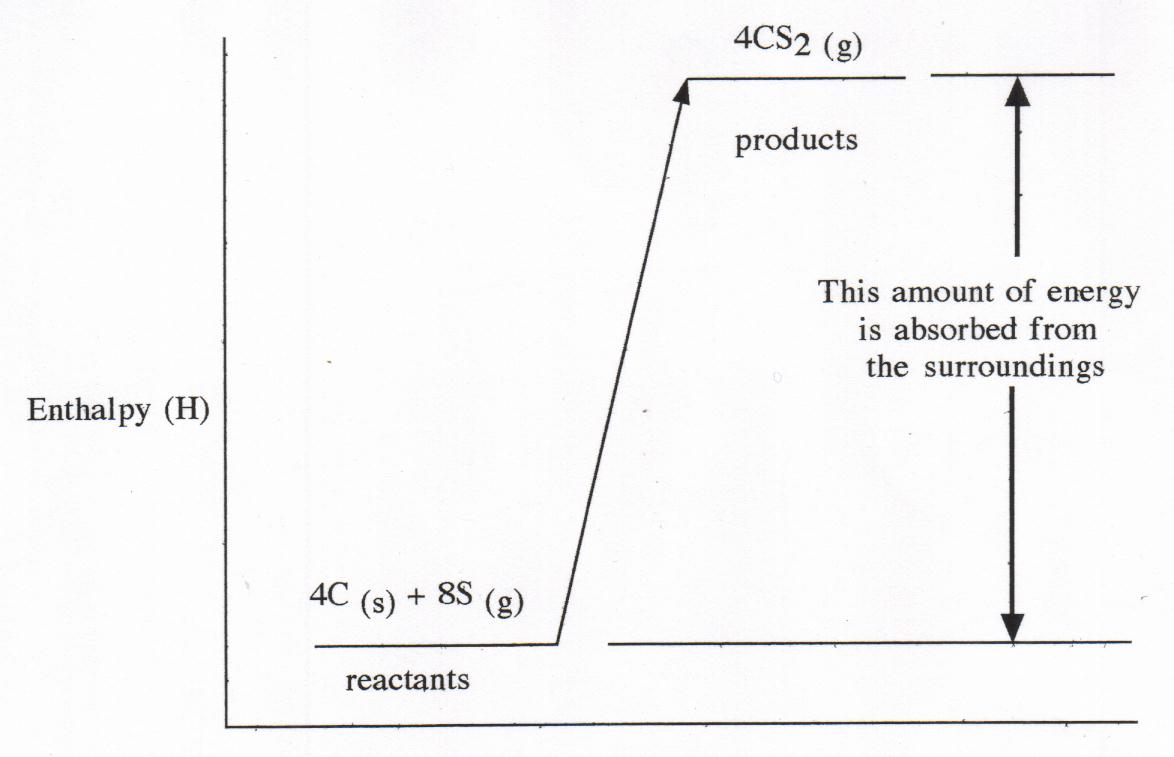 4CS2 (g)
products
This amount of energy
is absorbed from
the surroundings
Enthalpy (H)
4C (s) + 8S (g)
reactants